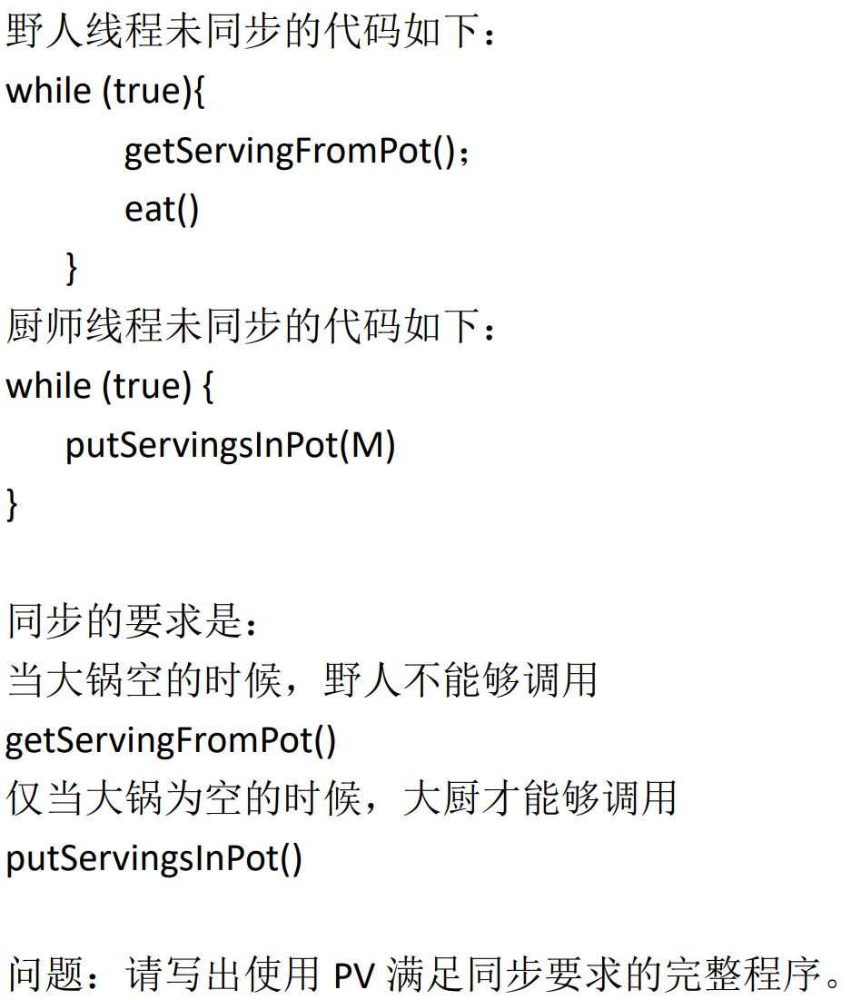 野人线程未同步的代码如下：
while (true){
getServingFromPot()；
eat()
}
厨师线程未同步的代码如下：
while (true) {
putServingsInPot(M)
}
同步的要求是：
当大锅空的时候，野人不能够调用
getServingFromPot()
仅当大锅为空的时候，大厨才能够调用
putServingsInPot()
问题：请写出使用 PV 满足同步要求的完整程序。